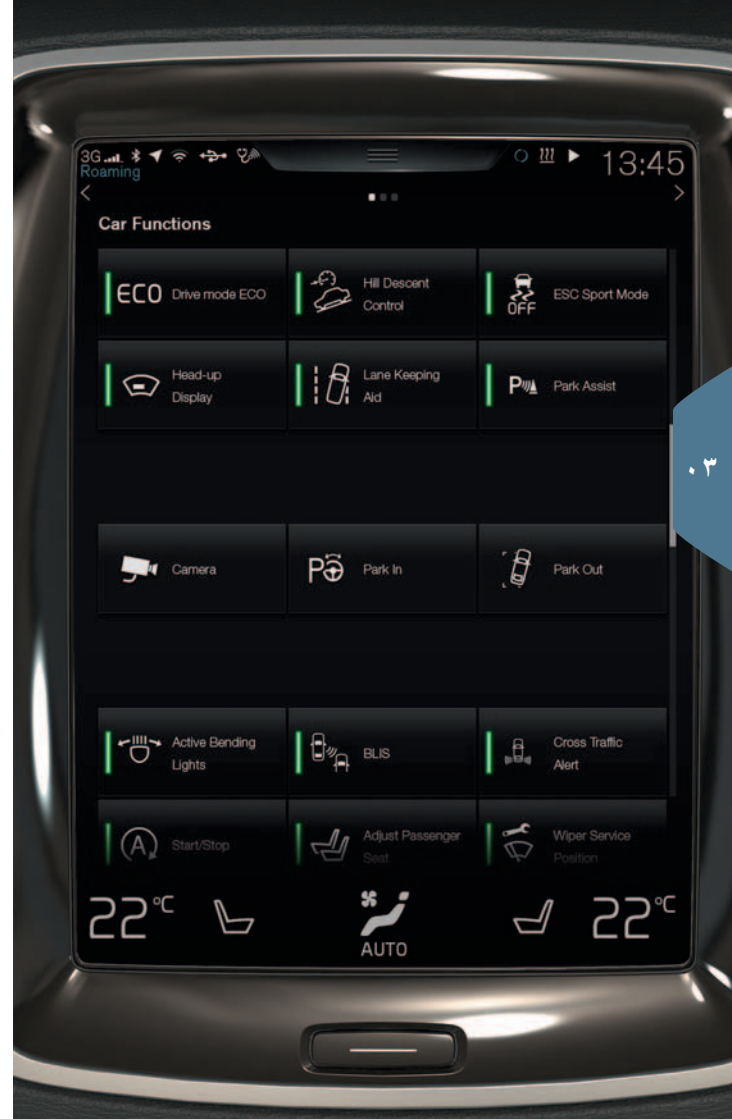 3G
13:45
Roaming
Car Functions
ECO Drive mode ECO
Hill Descent
Control
OFF
ESC Sport Mode
Head-up
Display
Lane Keeping
Aid
P
Park Assist
٠٣
Camera
P
Park In
Park Out
Active Bending
Lights
BLIS
Cross Traffic
Alert
A
Start/Stop
Adjust Passenger
Seat
Wiper Service
Position
22°C
AUTO
22°C